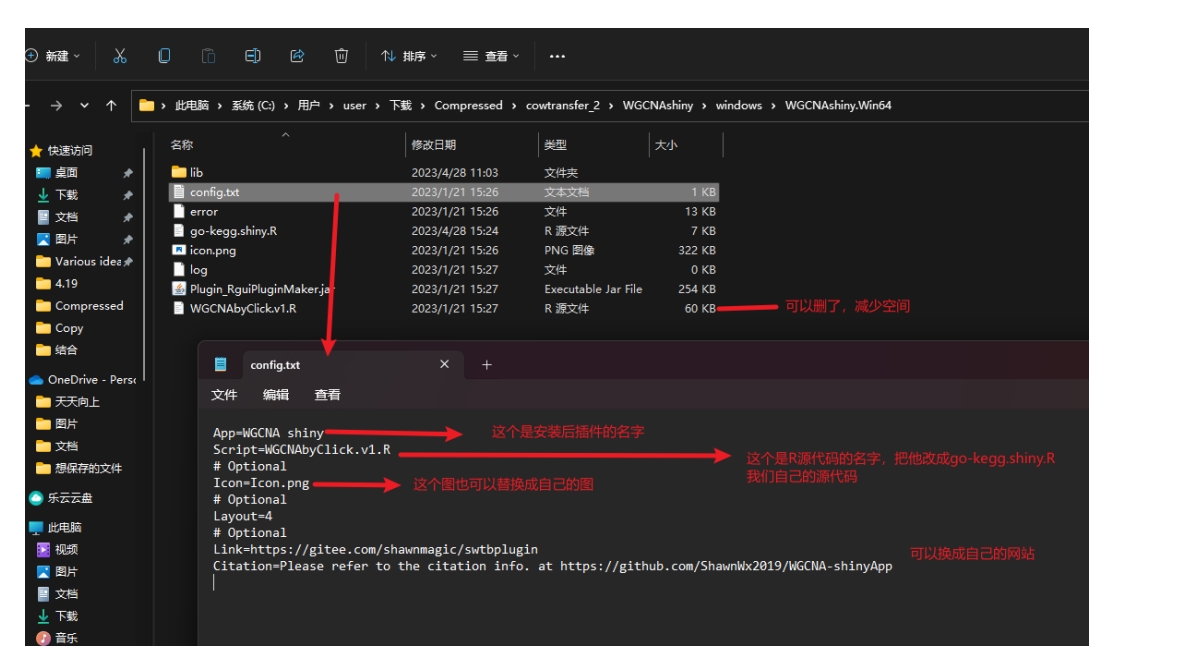 新建
排序
查看
此电脑 › 系统 (C:) › 用户 › user › 下载 › Compressed › cowtransfer_2 › WGCNAshiny › windows › WGCNAshiny.Win64
名称 修改日期 类型 大小
快速访问
桌面
下载
文档
图片
Various idea
4.19
Compressed
Copy
结合
OneDrive - Perso
天天向上
图片
文档
想保存的文件
乐云云盘
此电脑
视频
图片
文档
下载
音乐
lib 2023/4/28 11:03 文件夹
config.txt 2023/1/21 15:26 文本文档 1 KB
error 2023/1/21 15:26 文件 13 KB
go-kegg.shiny.R 2023/4/28 15:24 R 源文件 7 KB
icon.png 2023/1/21 15:26 PNG 图像 322 KB
log 2023/1/21 15:27 文件 0 KB
Plugin_RguiPluginMaker.jar 2023/1/21 15:27 Executable Jar File 254 KB
WGCNAbyClick.v1.R 2023/1/21 15:27 R 源文件 60 KB
可以删了，减少空间
config.txt
文件 编辑 查看
App=WGCNA shiny
这个是安装后插件的名字
Script=WGCNAbyClick.v1.R
这个是R源代码的名字，把他改成go-kegg.shiny.R
我们自己的源代码
# Optional
Icon=Icon.png
这个图也可以替换成自己的图
# Optional
Layout=4
# Optional
Link=https://gitee.com/shawnmagic/swtbplugin
可以换成自己的网站
Citation=Please refer to the citation info. at https://github.com/ShawnWx2019/WGCNA-shinyApp